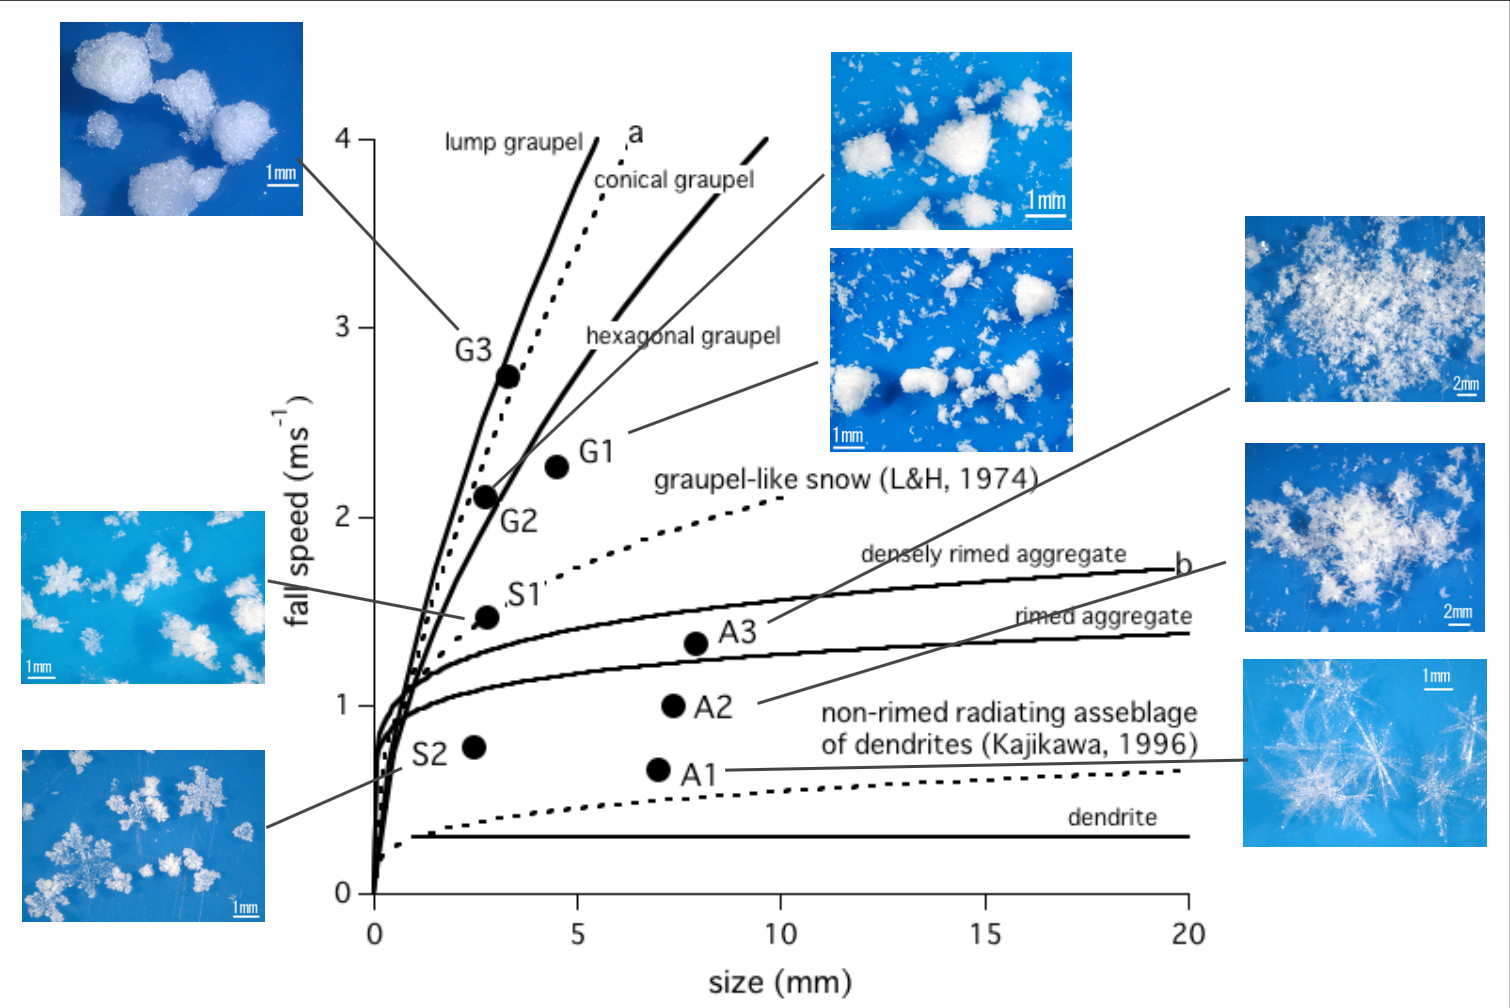 1mm
lump graupel
a
conical graupel
1mm
hexagonal graupel
1mm
2mm
2mm
1mm
1mm
1mm
G3
G1
G2
graupel-like snow (L&H, 1974)
densely rimed aggregate
b
S1
rimed aggregate
A3
A2
non-rimed radiating asseblage
of dendrites (Kajikawa, 1996)
S2
A1
dendrite
4
3
2
1
0
fall speed (ms-1)
0 5 10 15 20
size (mm)